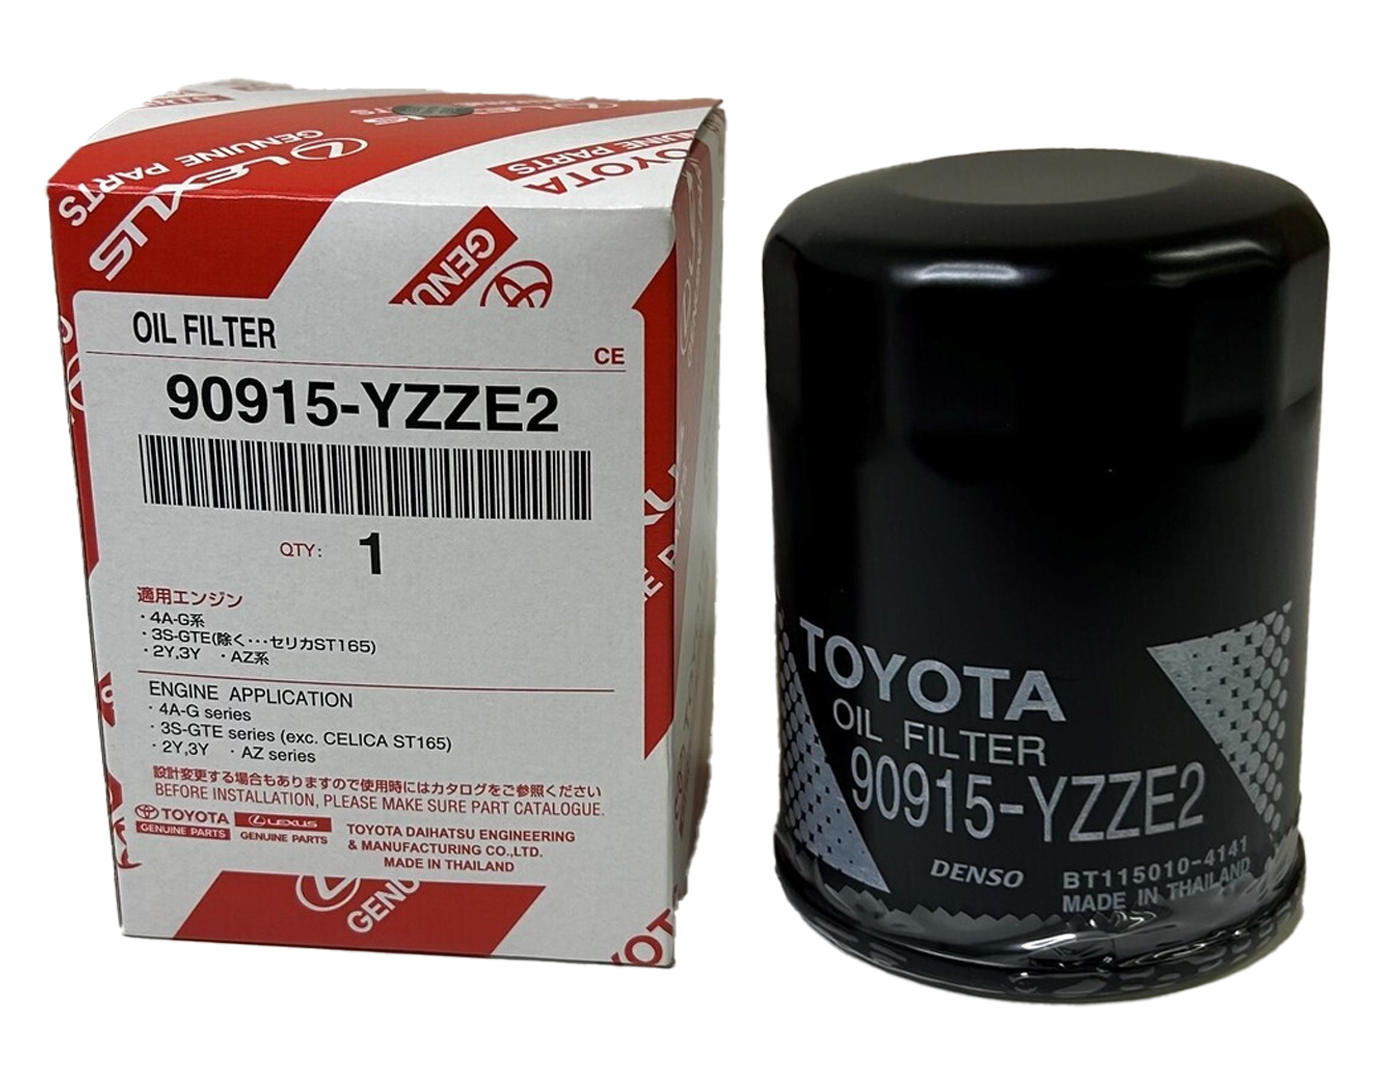 LEXUS
GENUINE PARTS
TOYOTA
GENUINE PARTS
GENU
OIL FILTER
CE
90915-YZZE2
QTY: 1
適用エンジン
・4A-G系
・3S-GTE(除く･･･セリカST165)
・2Y,3Y ・AZ系
ENGINE APPLICATION
・4A-G series
・3S-GTE series (exc. CELICA ST165)
・2Y,3Y ・AZ series
設計変更する場合もありますので使用時にはカタログをご参照ください
BEFORE INSTALLATION, PLEASE MAKE SURE PART CATALOGUE.
TOYOTA
GENUINE PARTS
LEXUS
GENUINE PARTS
TOYOTA DAIHATSU ENGINEERING
& MANUFACTURING CO.,LTD.
MADE IN THAILAND
GENU
TOYOTA
OIL FILTER
90915-YZZE2
DENSO
BT115010-4141
MADE IN THAILAND